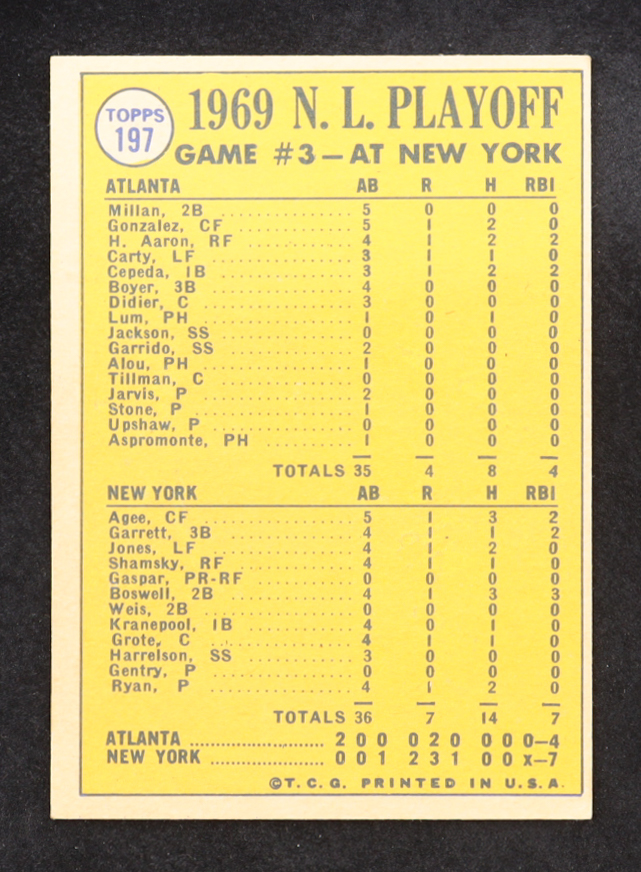 TOPPS
197
1969 N. L. PLAYOFF
GAME #3 — AT NEW YORK
ATLANTA AB R H RBI
Millan, 2B .................. 5 0 0 0
Gonzalez, CF ............... 5 1 2 0
H. Aaron, RF .............. 4 1 2 2
Carty, LF .................. 3 1 1 0
Cepeda, 1B ................. 3 1 2 2
Boyer, 3B .................. 4 0 0 0
Didier, C .................. 3 0 0 0
Lum, PH .................... 1 0 1 0
Jackson, SS ................ 0 0 0 0
Garrido, SS ................ 2 0 0 0
Alou, PH ................... 1 0 0 0
Tillman, C ................. 0 0 0 0
Jarvis, P .................. 2 0 0 0
Stone, P ................... 1 0 0 0
Upshaw, P .................. 0 0 0 0
Aspromonte, PH .......... 1 0 0 0
TOTALS 35 4 8 4
NEW YORK AB R H RBI
Agee, CF ................... 5 1 3 2
Garrett, 3B ................ 4 1 1 2
Jones, LF .................. 4 1 2 0
Shamsky, RF ................ 4 1 1 0
Gaspar, PR-RF ............. 0 0 0 0
Boswell, 2B ................ 4 1 3 3
Weis, 2B ................... 0 0 0 0
Kranepool, 1B .............. 4 0 1 0
Grote, C ................... 4 1 1 0
Harrelson, SS .............. 3 0 0 0
Gentry, P .................. 0 0 0 0
Ryan, P .................... 4 1 2 0
TOTALS 36 7 14 7
ATLANTA ...................... 2 0 0 0 2 0 0 0 0—4
NEW YORK .................. 0 0 1 2 3 1 0 0 x—7
©T. C. G. PRINTED IN U. S. A.